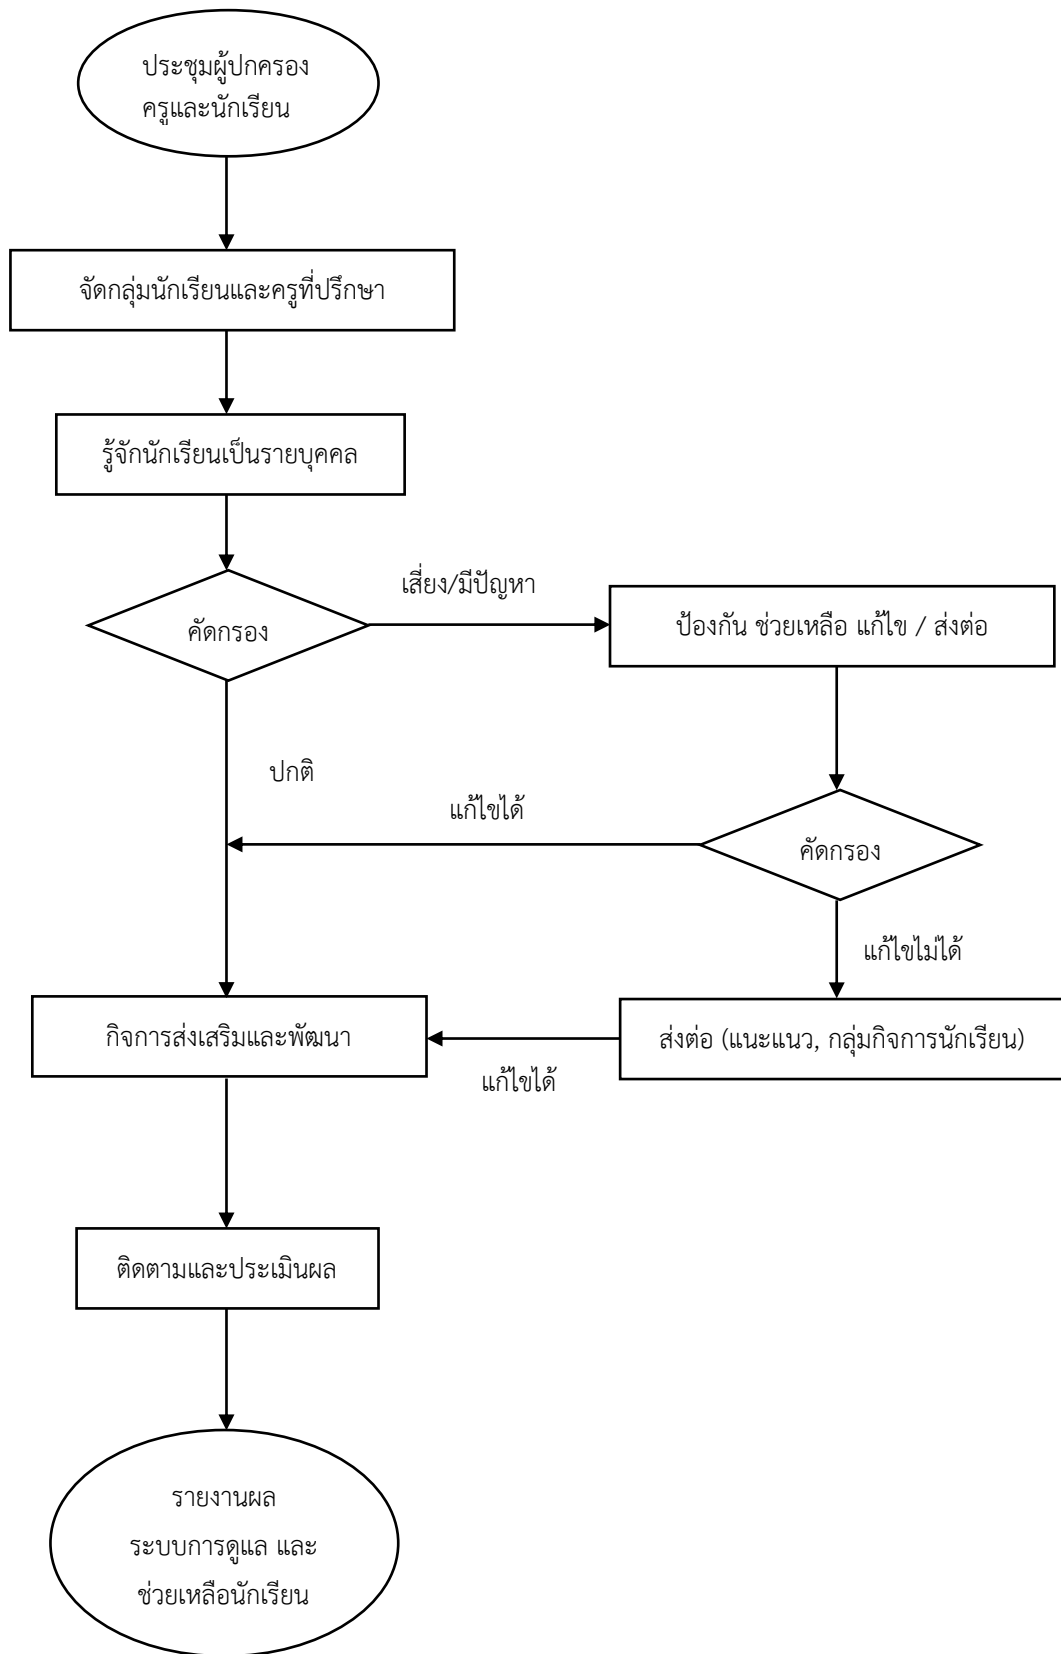 ประชุมผู้ปกครอง
ครูและนักเรียน
จัดกลุ่มนักเรียนและครูที่ปรึกษา
รู้จักนักเรียนเป็นรายบุคคล
เสี่ยง/มีปัญหา
คัดกรอง
ป้องกัน ช่วยเหลือ แก้ไข / ส่งต่อ
ปกติ
แก้ไขได้
คัดกรอง
แก้ไขไม่ได้
กิจการส่งเสริมและพัฒนา
ส่งต่อ (แนะแนว, กลุ่มกิจการนักเรียน)
แก้ไขได้
ติดตามและประเมินผล
รายงานผล
ระบบการดูแล และ
ช่วยเหลือนักเรียน